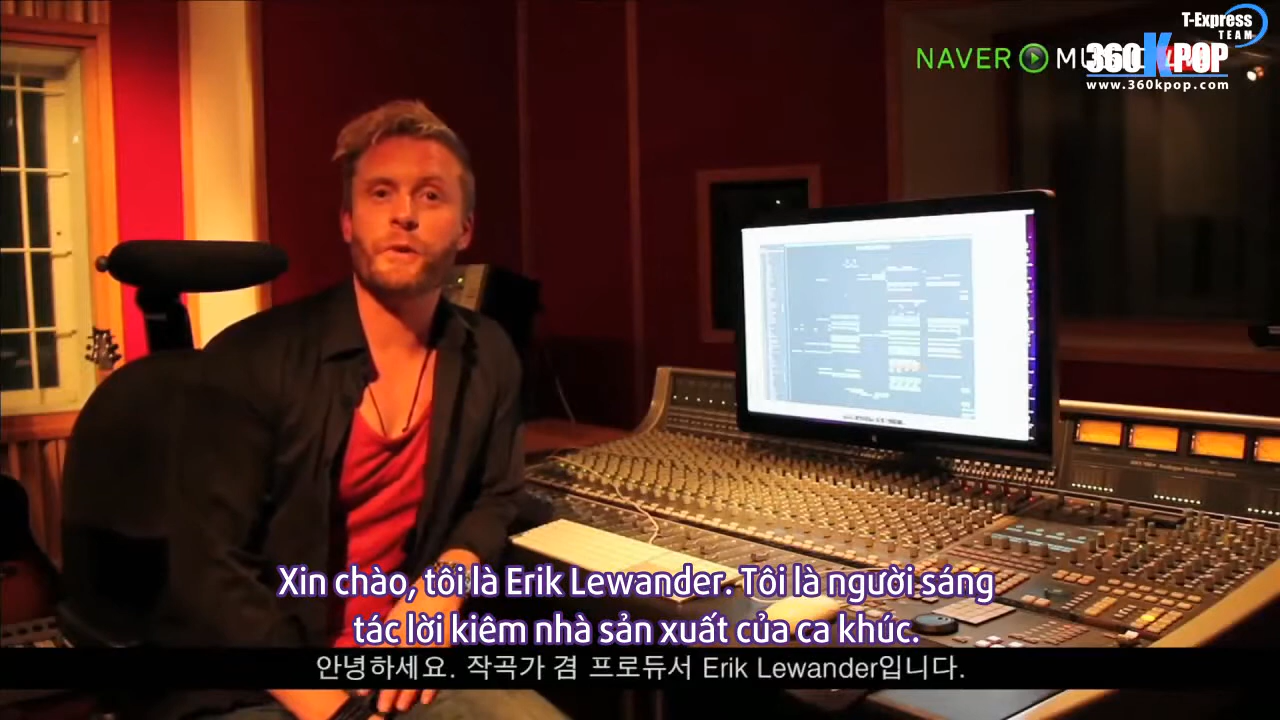 T-Express
TEAM
NAVER
360KPOP
www.360kpop.com
Xin chào, tôi là Erik Lewander. Tôi là người sáng
tác lời kiêm nhà sản xuất của ca khúc.
안녕하세요. 작곡가 겸 프로듀서 Erik Lewander입니다.